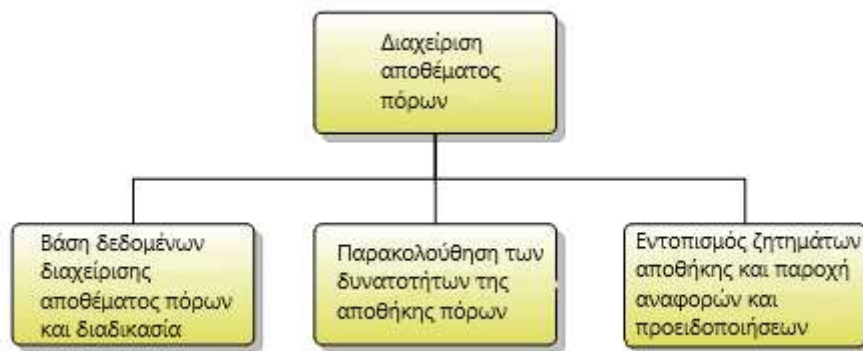 Διαχείριση
αποθέματος
πόρων
Βάση δεδομένων
διαχείρισης
αποθέματος πόρων
και διαδικασία
Παρακολούθηση των
δυνατοτήτων της
αποθήκης πόρων
Εντοπισμός ζητημάτων
αποθήκης και παροχή
αναφορών και
προειδοποιήσεων